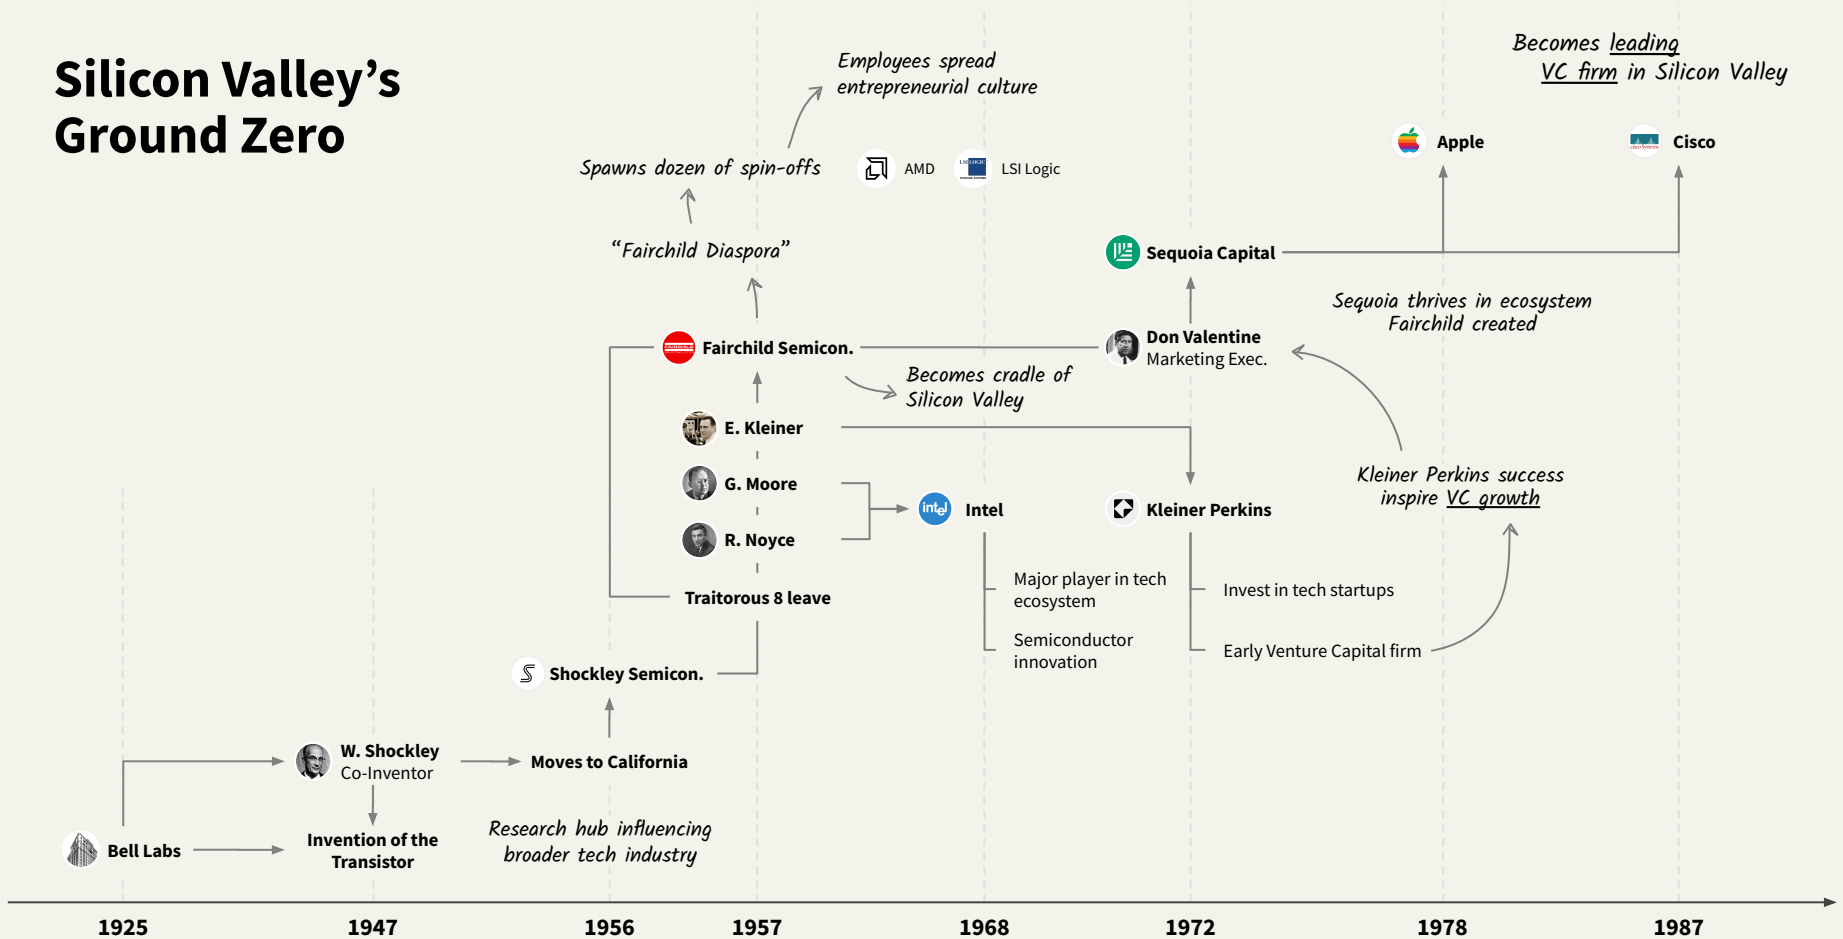 Silicon Valley's
Ground Zero
Becomes leading
VC firm in Silicon Valley
Employees spread
entrepreneurial culture
Apple
Cisco
Spawns dozen of spin-offs
AMD
LSI Logic
“Fairchild Diaspora”
Sequoia Capital
Sequoia thrives in ecosystem
Fairchild created
Fairchild Semicon.
Don Valentine
Marketing Exec.
Becomes cradle of
Silicon Valley
E. Kleiner
G. Moore
R. Noyce
intel
Intel
Kleiner Perkins
Kleiner Perkins success
inspire VC growth
Traitorous 8 leave
Major player in tech
ecosystem
Semiconductor
innovation
Invest in tech startups
Early Venture Capital firm
Shockley Semicon.
W. Shockley
Co-Inventor
Moves to California
Bell Labs
Invention of the
Transistor
Research hub influencing
broader tech industry
1925
1947
1956
1957
1968
1972
1978
1987